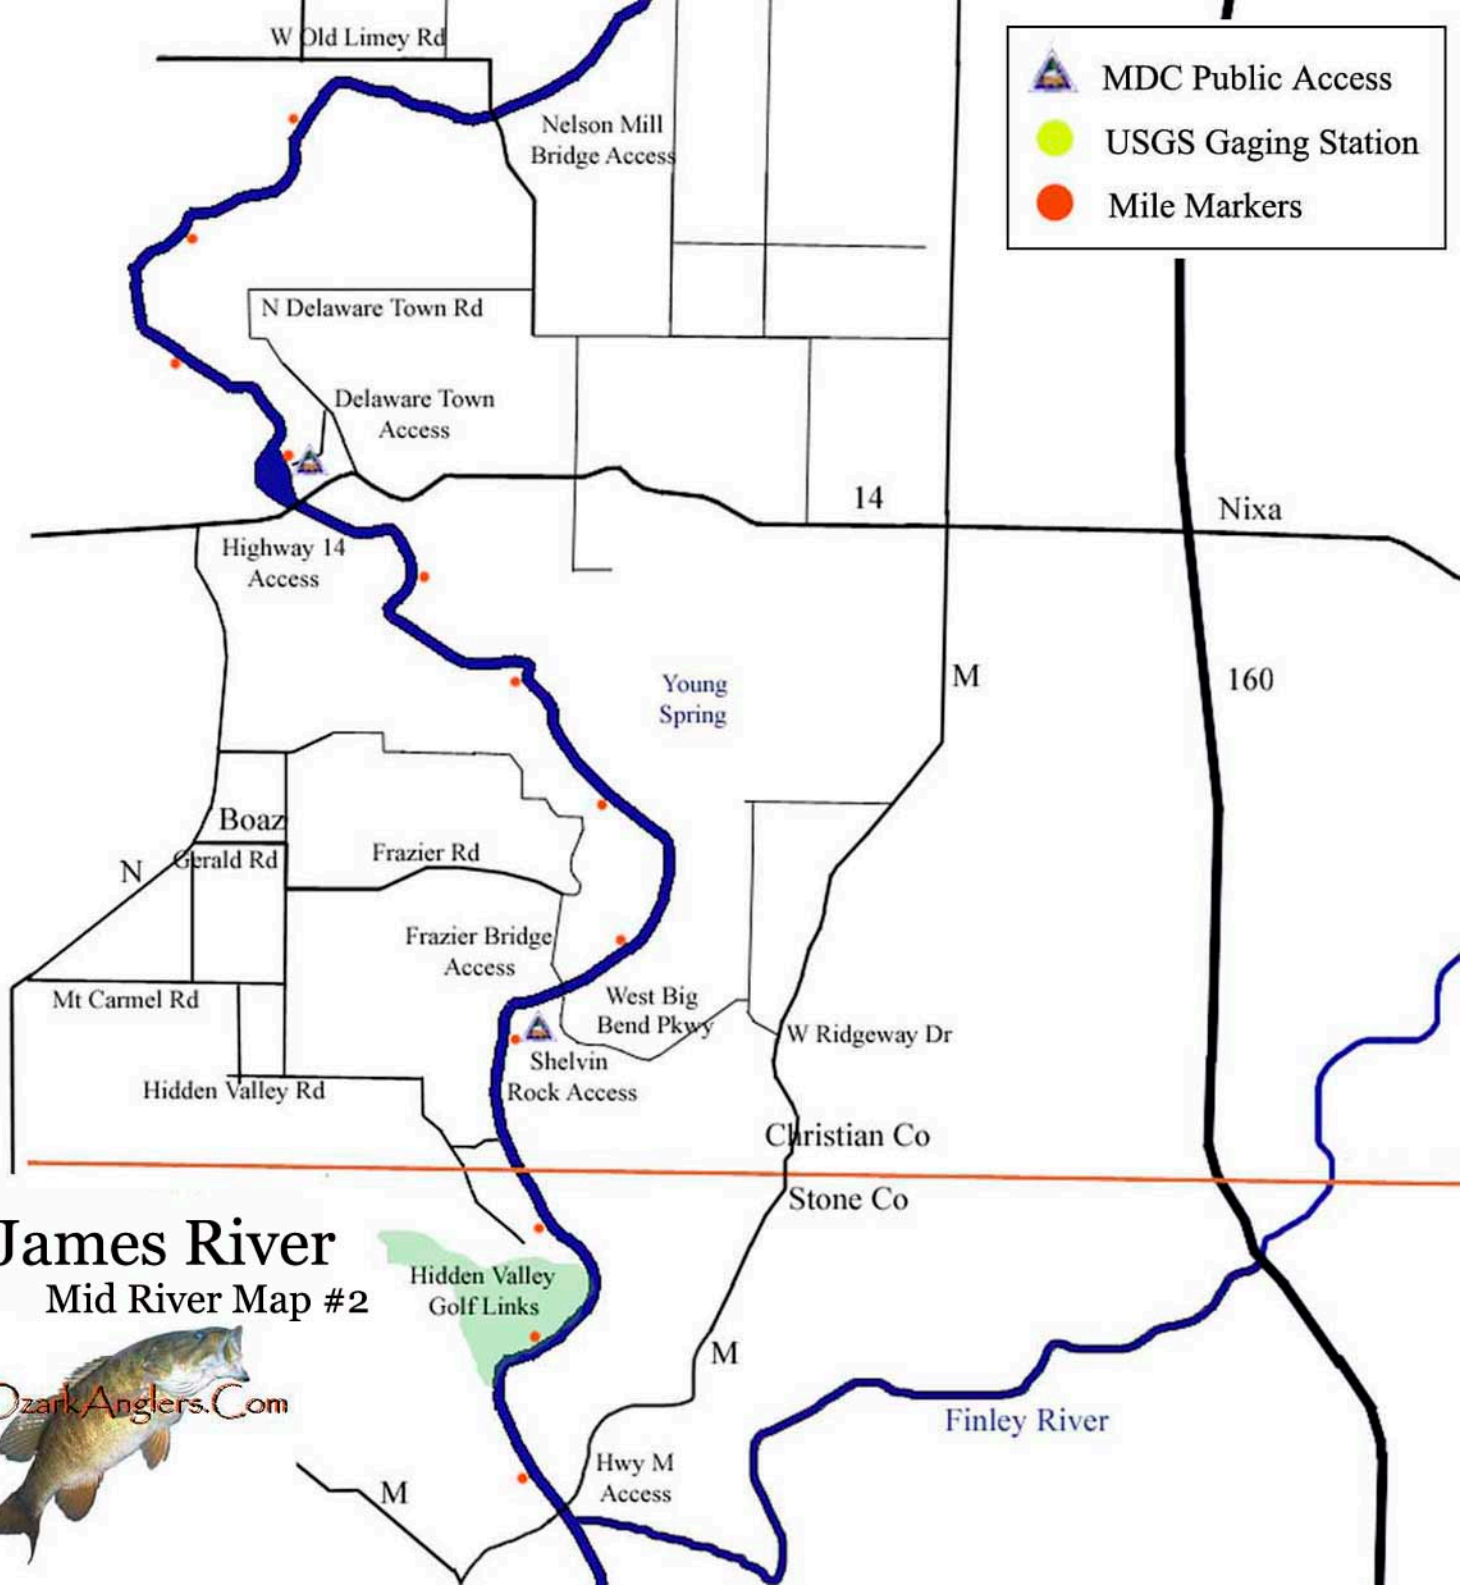 W Old Limey Rd
MDC Public Access
USGS Gaging Station
Mile Markers
Nelson Mill
Bridge Access
N Delaware Town Rd
Delaware Town
Access
14
Nixa
Highway 14
Access
M
160
Young
Spring
Boaz
N
Gerald Rd
Frazier Rd
Frazier Bridge
Access
Mt Carmel Rd
West Big
Bend Pkwy
W Ridgeway Dr
Shelvin
Rock Access
Hidden Valley Rd
Christian Co
Stone Co
James River
Mid River Map #2
Hidden Valley
Golf Links
M
OzarkAnglers.Com
Finley River
Hwy M
Access
M